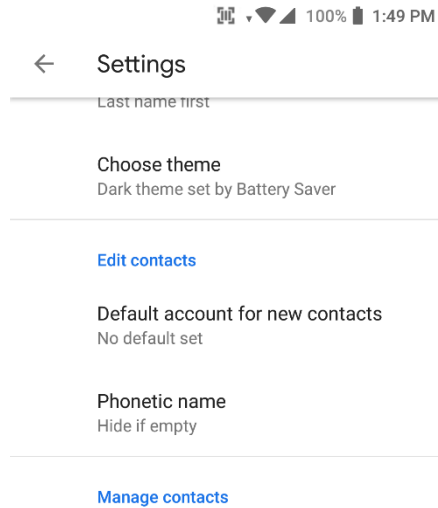 100% 1:49 PM
Settings
Last name first
Choose theme
Dark theme set by Battery Saver
Edit contacts
Default account for new contacts
No default set
Phonetic name
Hide if empty
Manage contacts